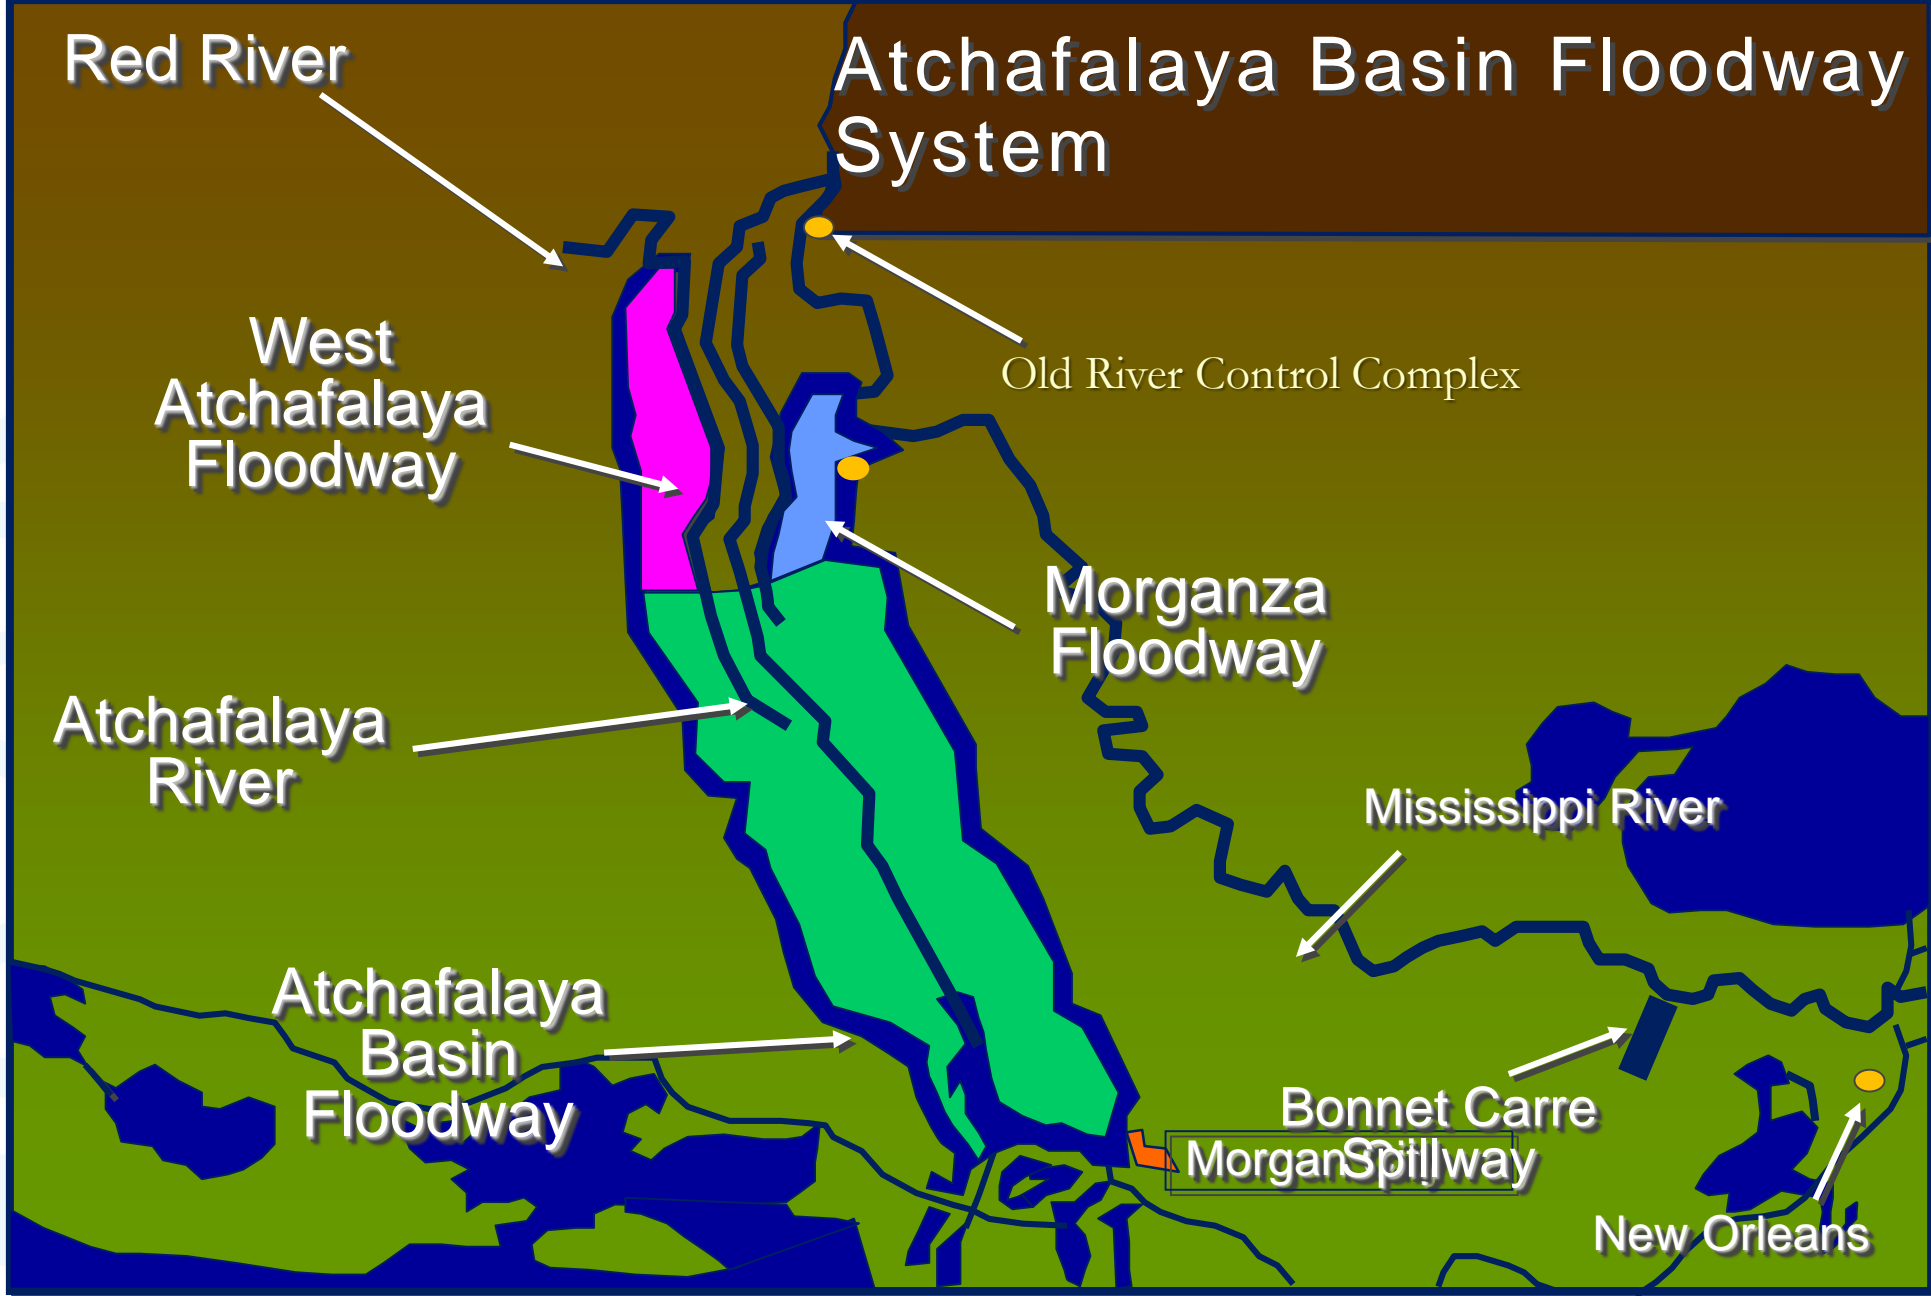 Red River
Atchafalaya Basin Floodway
System
West
Atchafalaya
Floodway
Old River Control Complex
Morganza
Floodway
Atchafalaya
River
Mississippi River
Atchafalaya
Basin
Floodway
Bonnet Carre
Spillway
Morgan
New Orleans